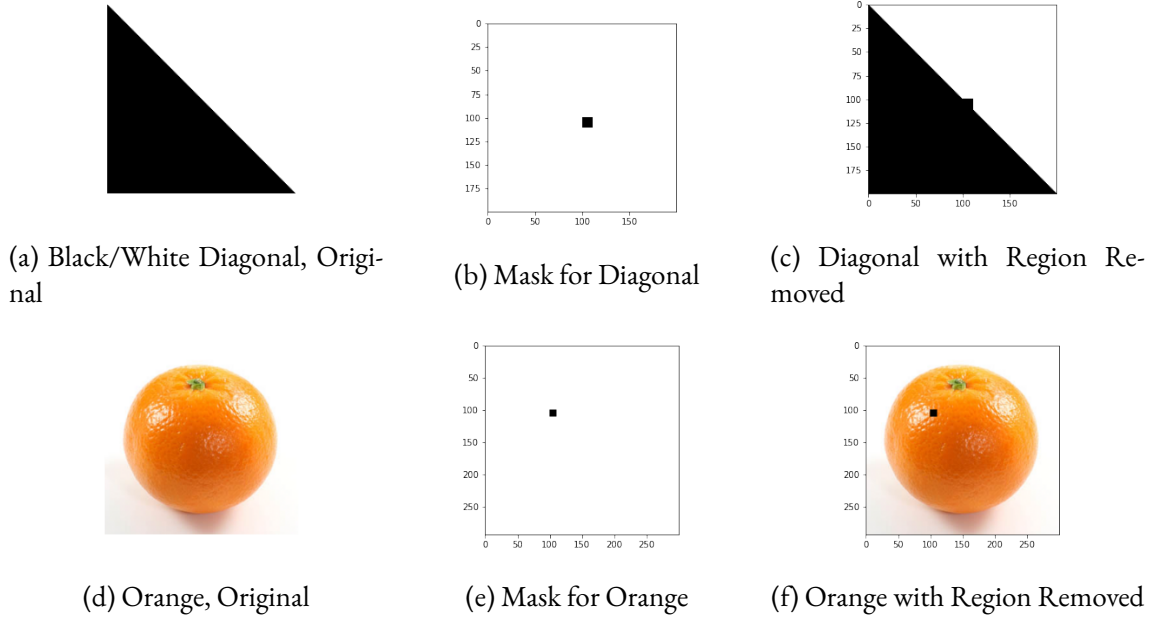 0
25
50
75
100
125
150
175
0 50 100 150
0
25
50
75
100
125
150
175
0 50 100 150
(a) Black/White Diagonal, Origi-
nal
(b) Mask for Diagonal
(c) Diagonal with Region Re-
moved
0
50
100
150
200
250
0 50 100 150 200 250
0
50
100
150
200
250
0 50 100 150 200 250
(d) Orange, Original
(e) Mask for Orange
(f) Orange with Region Removed